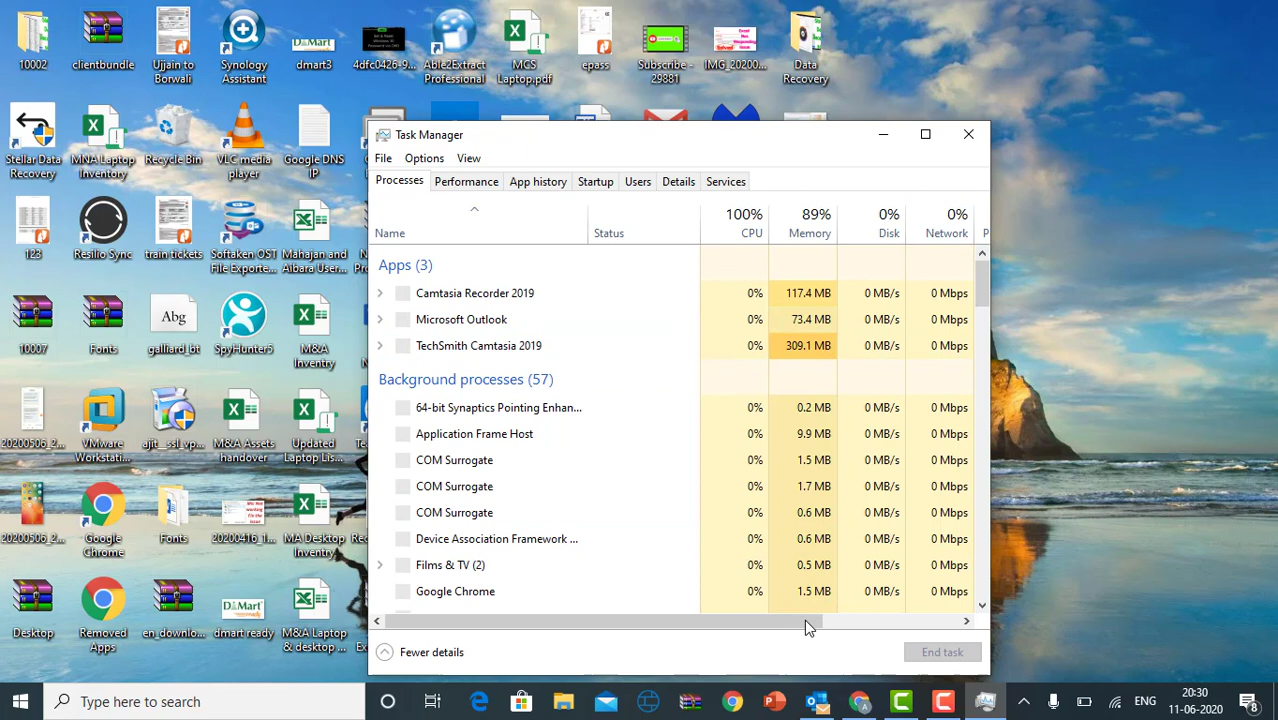 10002
clientbundle
Ujjain to
Borwali
Synology
Assistant
dmart3
4dfc0426-9...
Able2Extract
Professional
MCS
Laptop.pdf
epass
Subscribe -
29881
IMG_20200...
Data
Recovery
Stellar Data
Recovery
MNA Laptop
Inventory
Recycle Bin
VLC media
player
Google DNS
IP
123
Resilio Sync
train tickets
Softaken OST
File Exporte...
Mahajan and
Aibara User...
10007
Fonts
Abg
galliard_bt
SpyHunter5
M&A
Inventry
20200506_2...
VMware
Workstati...
ajit__ssl_vp...
M&A Assets
handover
Updated
Laptop Lis...
20200506_2...
Google
Chrome
Fonts
20200416_1...
MA Desktop
Inventry
Desktop
Removed
Apps
en_downlo...
DMart
dmart ready
M&A Laptop
& desktop ...
Task Manager
File Options View
Processes Performance App history Startup Users Details Services
100% 89% 0% 0%
Name Status CPU Memory Disk Network P
Apps (3)
Camtasia Recorder 2019 0% 117.4 MB 0 MB/s 0 Mbps
Microsoft Outlook 0% 73.4 MB 0 MB/s 0 Mbps
TechSmith Camtasia 2019 0% 309.1 MB 0 MB/s 0 Mbps
Background processes (57)
64-bit Synaptics Pointing Enhan... 0% 0.2 MB 0 MB/s 0 Mbps
Application Frame Host 0% 9.9 MB 0 MB/s 0 Mbps
COM Surrogate 0% 1.5 MB 0 MB/s 0 Mbps
COM Surrogate 0% 1.7 MB 0 MB/s 0 Mbps
COM Surrogate 0% 0.6 MB 0 MB/s 0 Mbps
Device Association Framework ... 0% 0.6 MB 0 MB/s 0 Mbps
Films & TV (2) 0% 0.5 MB 0 MB/s 0 Mbps
Google Chrome 0% 1.5 MB 0 MB/s 0 Mbps
Fewer details End task
Type here to search
ENG
20:30
11-06-2020
8